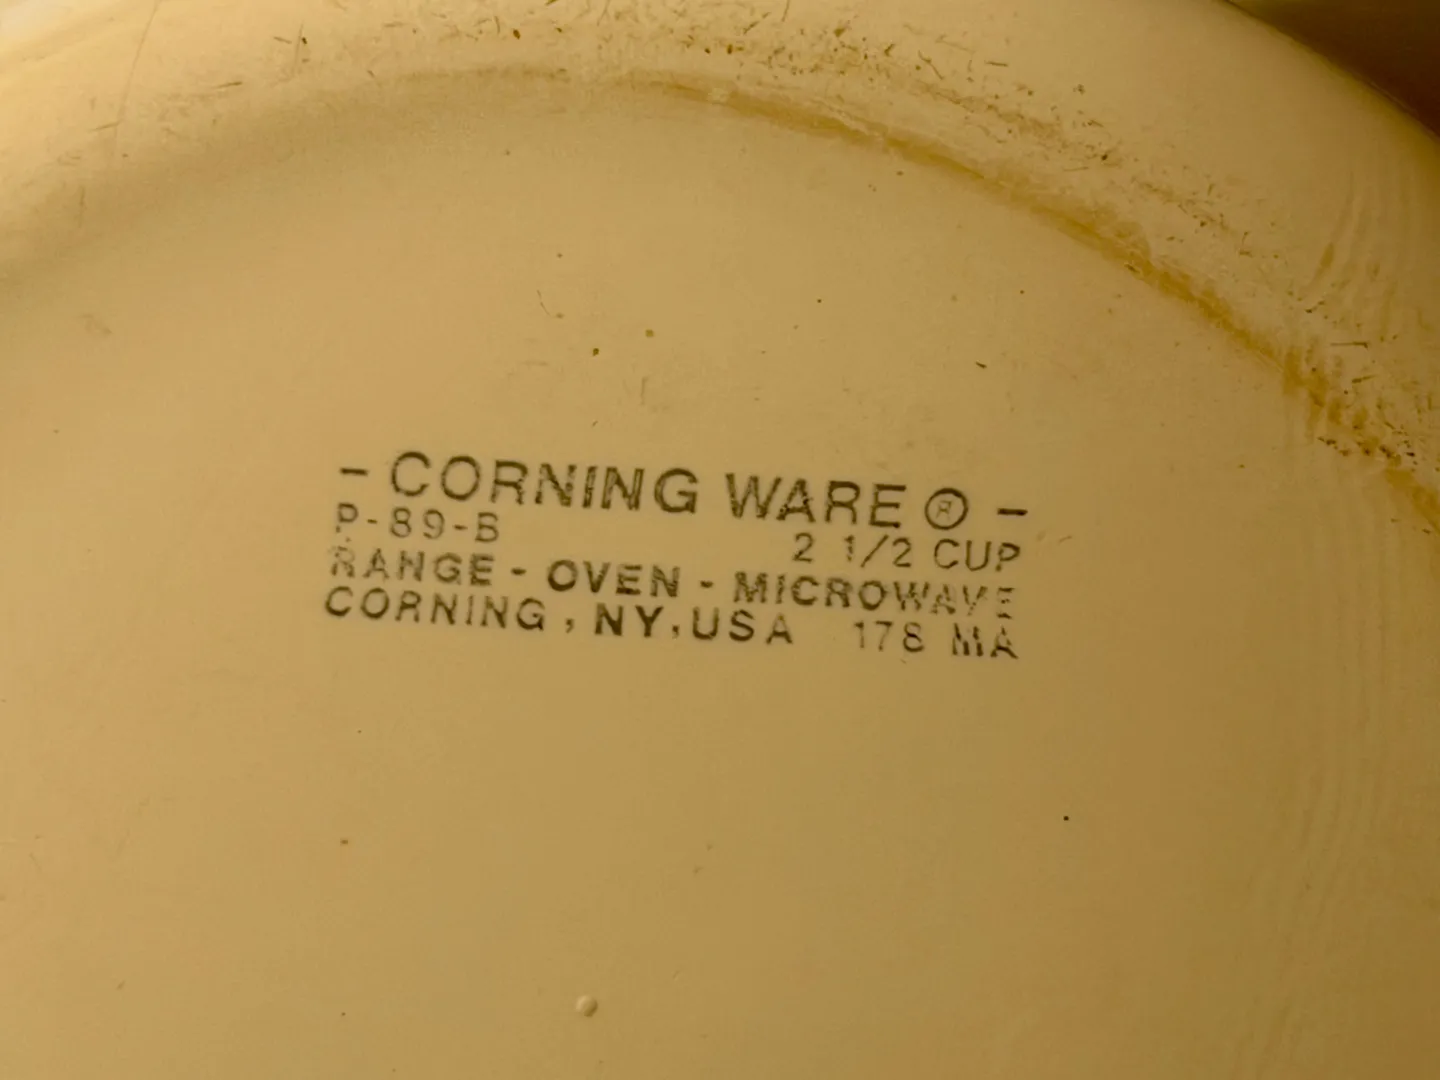 - CORNING WARE ® -
P-89-B 2 1/2 CUP
RANGE - OVEN - MICROWAVE
CORNING, NY, USA 178 MA